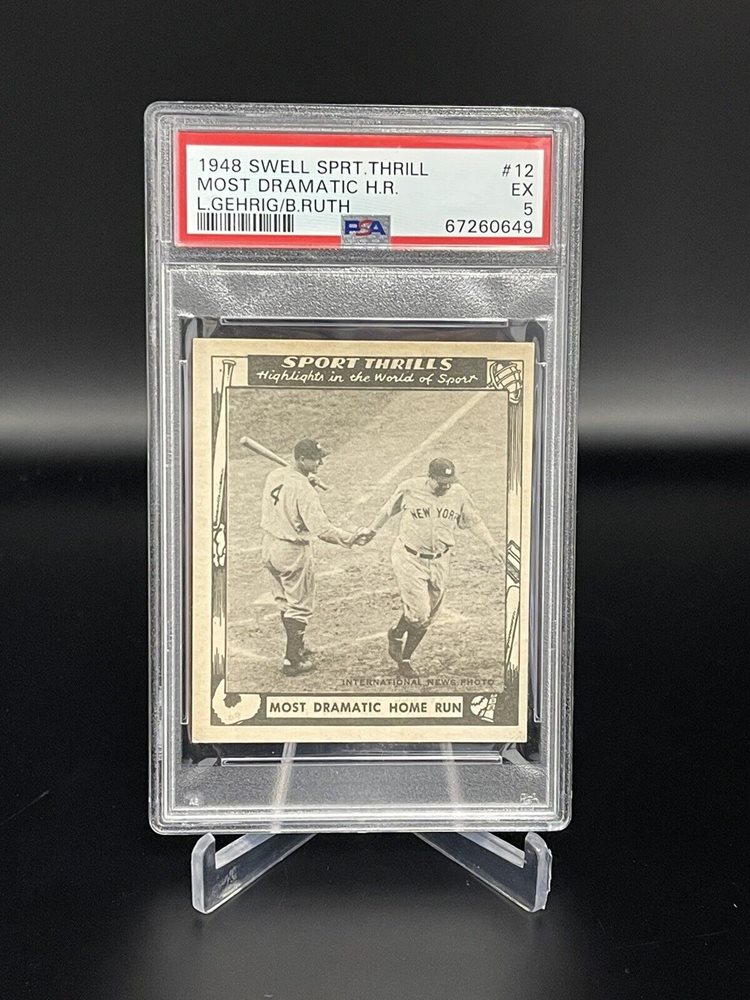 1948 SWELL SPRT.THRILL #12
MOST DRAMATIC H.R. EX
L.GEHRIG/B.RUTH 5
PSA 67260649
SPORT THRILLS
Highlights in the World of Sport
4
NEW YORK
INTERNATIONAL NEWS PHOTO
MOST DRAMATIC HOME RUN